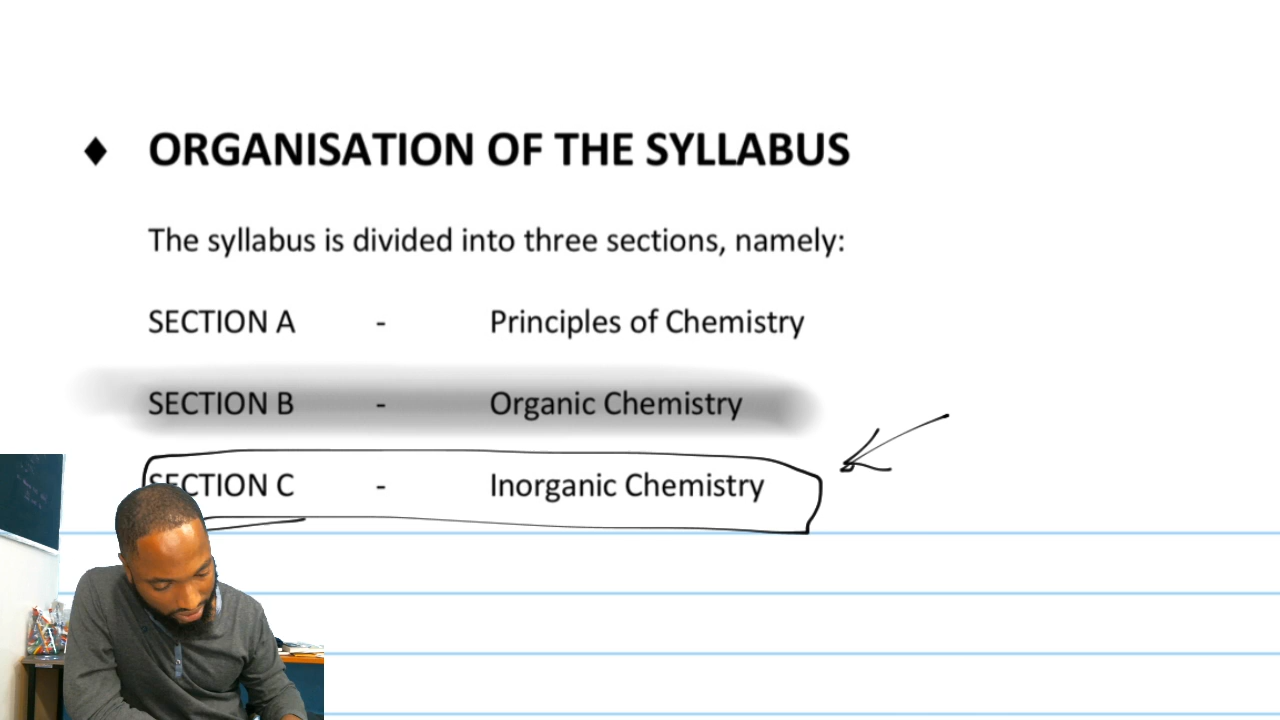 ♦ ORGANISATION OF THE SYLLABUS
The syllabus is divided into three sections, namely:
SECTION A - Principles of Chemistry
SECTION B - Organic Chemistry
SECTION C - Inorganic Chemistry